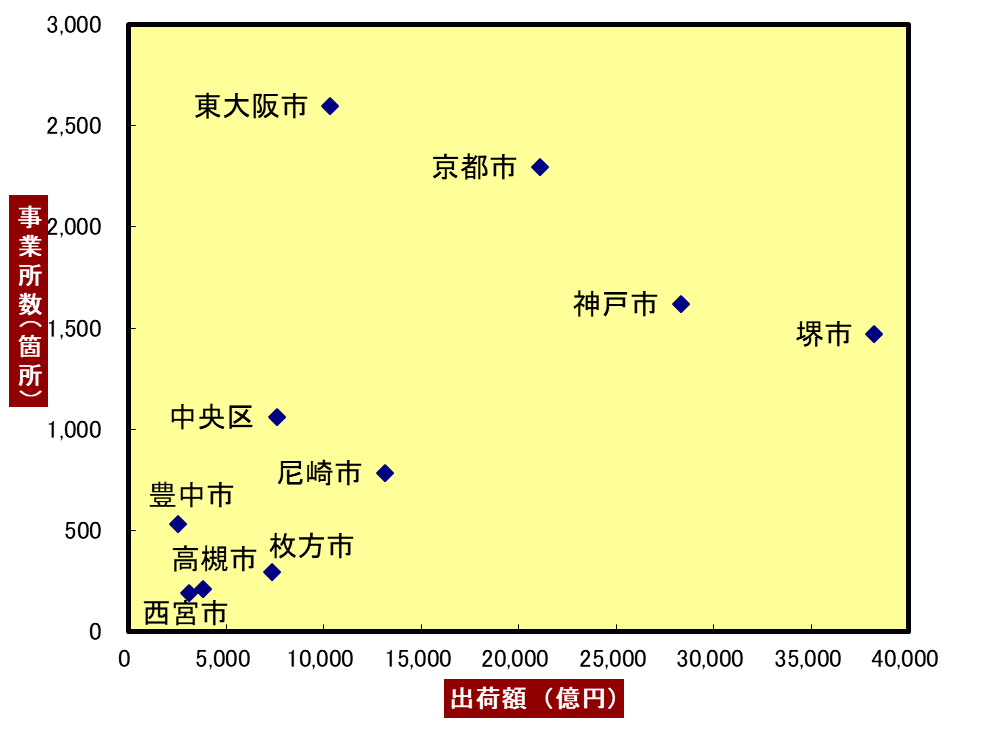 3,000
東大阪市
2,500
京都市
2,000
神戸市
1,500
堺市
中央区
1,000
尼崎市
豊中市
500
枚方市
高槻市
西宮市
0
事業所数(箇所)
0 5,000 10,000 15,000 20,000 25,000 30,000 35,000 40,000
出荷額（億円）